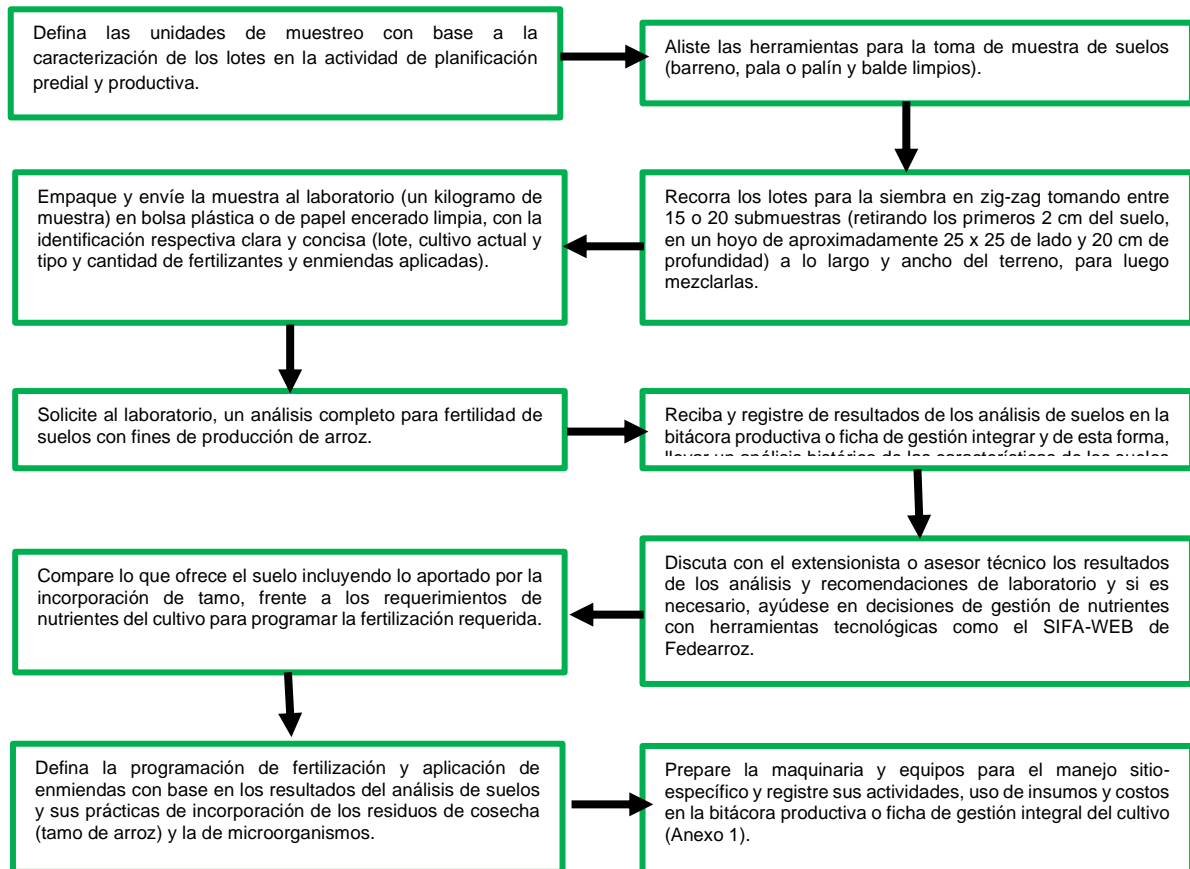 Defina las unidades de muestreo con base a la
caracterización de los lotes en la actividad de planificación
predial y productiva.
Aliste las herramientas para la toma de muestra de suelos
(barreno, pala o palín y balde limpios).
Recorra los lotes para la siembra en zig-zag tomando entre
15 o 20 submuestras (retirando los primeros 2 cm del suelo,
en un hoyo de aproximadamente 25 x 25 de lado y 20 cm de
profundidad) a lo largo y ancho del terreno, para luego
mezclarlas.
Empaque y envíe la muestra al laboratorio (un kilogramo de
muestra) en bolsa plástica o de papel encerado limpia, con la
identificación respectiva clara y concisa (lote, cultivo actual y
tipo y cantidad de fertilizantes y enmiendas aplicadas).
Solicite al laboratorio, un análisis completo para fertilidad de
suelos con fines de producción de arroz.
Reciba y registre de resultados de los análisis de suelos en la
bitácora productiva o ficha de gestión integrar y de esta forma,
llevar un análisis histórico de las características de los suelos
Discuta con el extensionista o asesor técnico los resultados
de los análisis y recomendaciones de laboratorio y si es
necesario, ayúdese en decisiones de gestión de nutrientes
con herramientas tecnológicas como el SIFA-WEB de
Fedearroz.
Compare lo que ofrece el suelo incluyendo lo aportado por la
incorporación de tamo, frente a los requerimientos de
nutrientes del cultivo para programar la fertilización requerida.
Defina la programación de fertilización y aplicación de
enmiendas con base en los resultados del análisis de suelos
y sus prácticas de incorporación de los residuos de cosecha
(tamo de arroz) y la de microorganismos.
Prepare la maquinaria y equipos para el manejo sitio-
específico y registre sus actividades, uso de insumos y costos
en la bitácora productiva o ficha de gestión integral del cultivo
(Anexo 1).